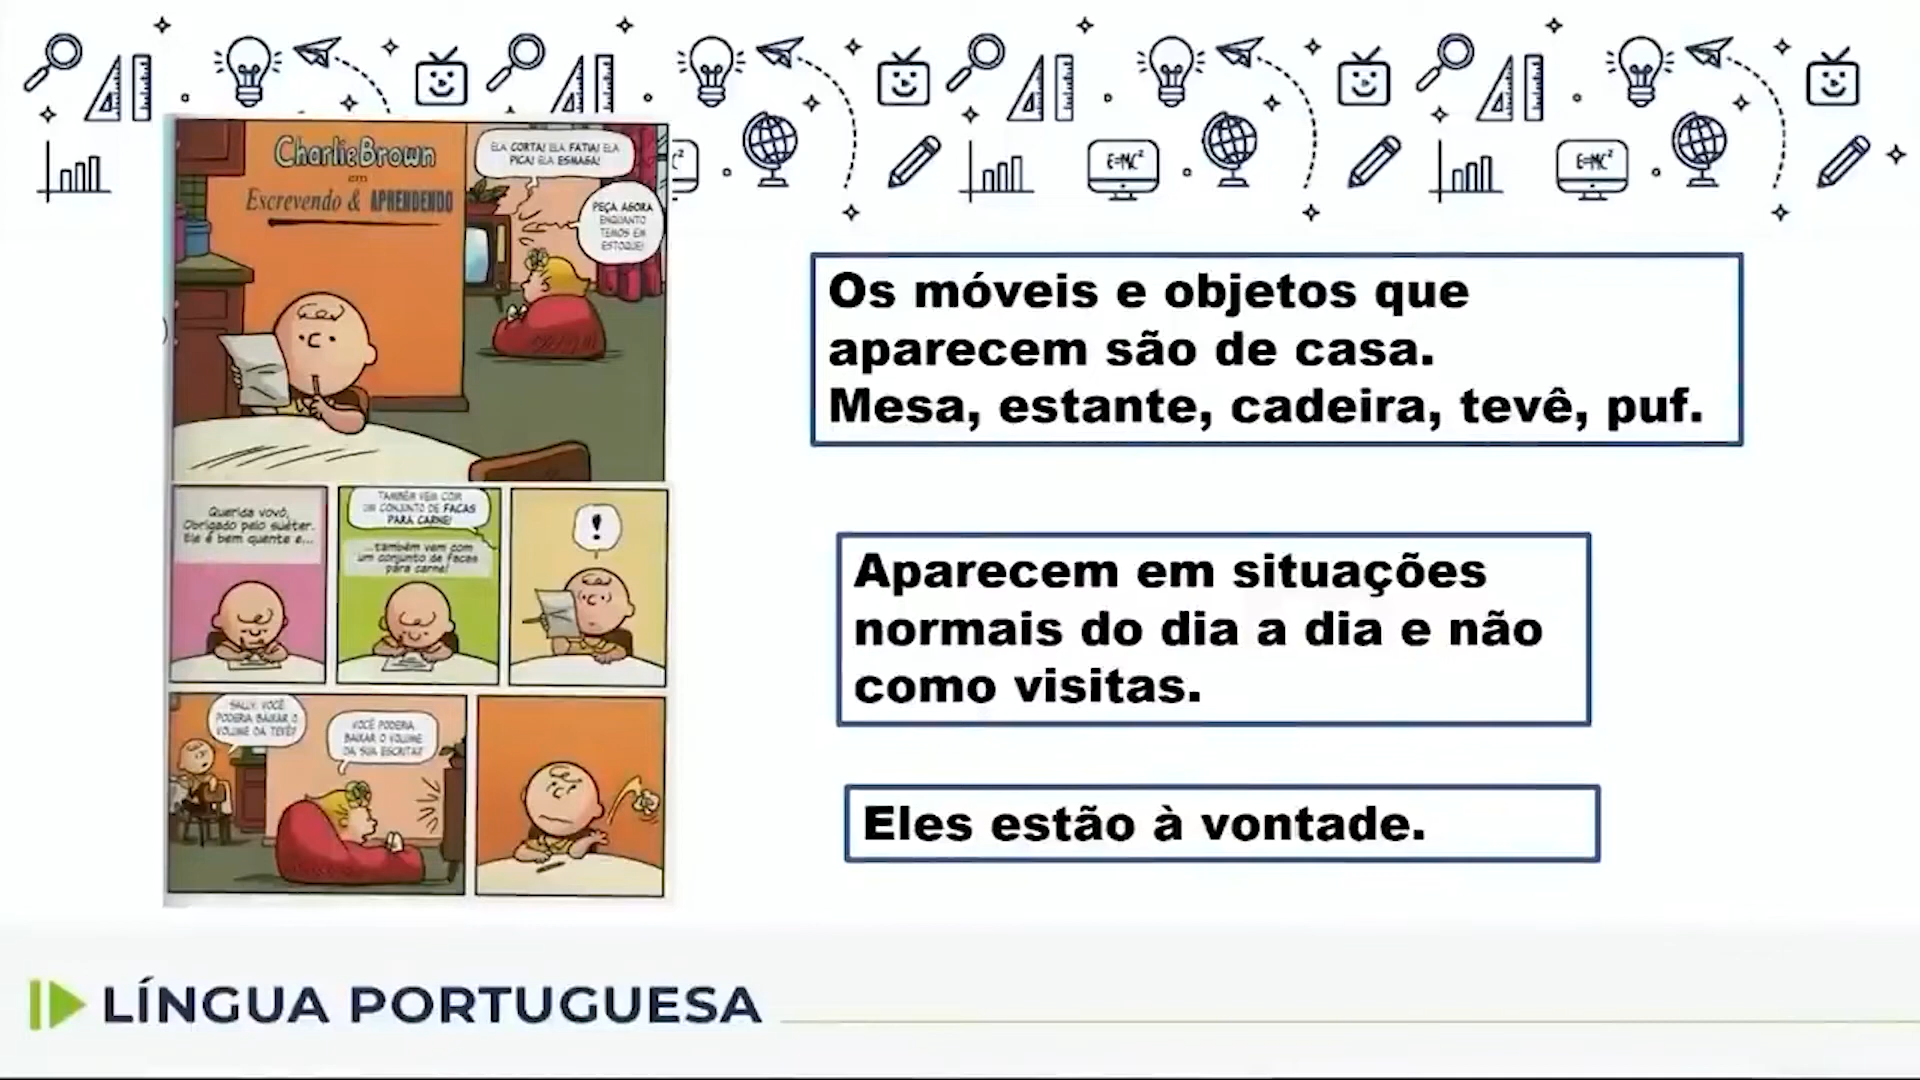 E=MC²
E=MC²
CharlieBrown
em
Escrevendo & APRENDENDO
ELA CORTA! ELA FATIA! ELA
PICA! ELA ESMAGA!
PEÇA AGORA
ENQUANTO
TEMOS EM
ESTOQUE!
Querida vovó,
Obrigado pelo suéter.
Ele é bem quente e...
TAMBÉM VEM COM
UM CONJUNTO DE FACAS
PARA CARNE!
...também vem com
um conjunto de facas
para carne!
!
SALLY, VOCÊ
PODERIA BAIXAR O
VOLUME DA TEVÊ?
VOCÊ PODERIA
BAIXAR O VOLUME
DA SUA ESCRITA?
Os móveis e objetos que
aparecem são de casa.
Mesa, estante, cadeira, tevê, puf.
Aparecem em situações
normais do dia a dia e não
como visitas.
Eles estão à vontade.
LÍNGUA PORTUGUESA